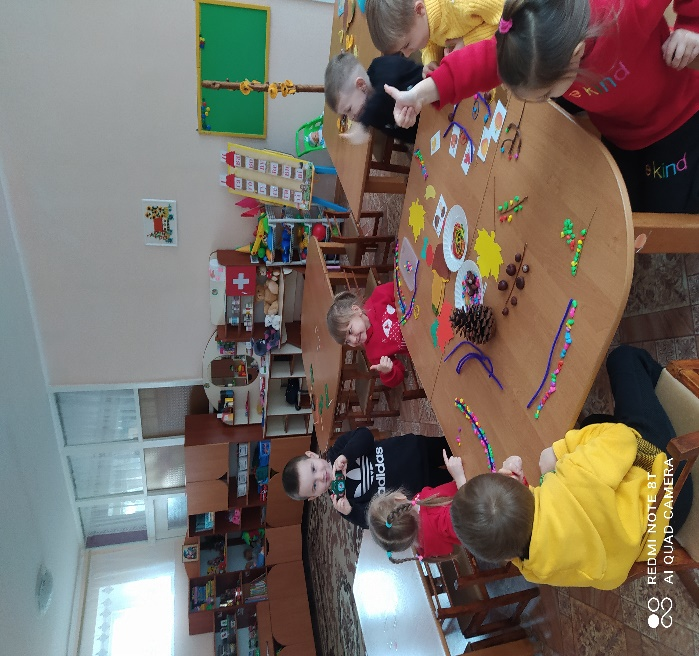 adidas
kind
kind
REDMI NOTE 8T
AI QUAD CAMERA